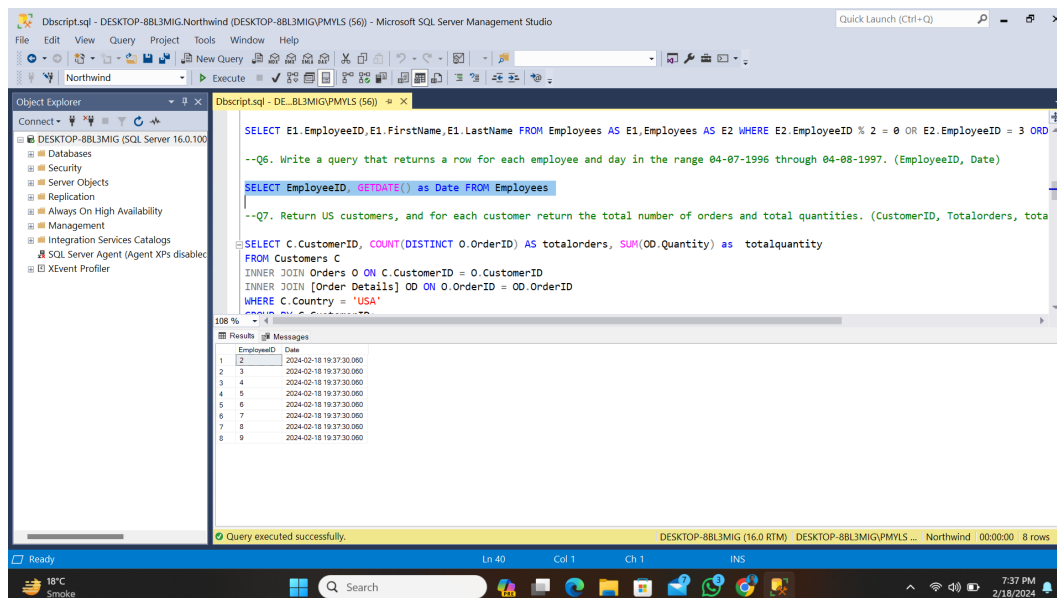 Dbscript.sql - DESKTOP-8BL3MIG.Northwind (DESKTOP-8BL3MIG\PMYLS (56)) - Microsoft SQL Server Management Studio
Quick Launch (Ctrl+Q)
File Edit View Query Project Tools Window Help
New Query
Northwind Execute
Object Explorer
Dbscript.sql - DE...BL3MIG\PMYLS (56))
Connect
DESKTOP-8BL3MIG (SQL Server 16.0.100
Databases
Security
Server Objects
Replication
Always On High Availability
Management
Integration Services Catalogs
SQL Server Agent (Agent XPs disablec
XEvent Profiler
SELECT E1.EmployeeID,E1.FirstName,E1.LastName FROM Employees AS E1,Employees AS E2 WHERE E2.EmployeeID % 2 = 0 OR E2.EmployeeID = 3 ORD
--Q6. Write a query that returns a row for each employee and day in the range 04-07-1996 through 04-08-1997. (EmployeeID, Date)
SELECT EmployeeID, GETDATE() as Date FROM Employees
--Q7. Return US customers, and for each customer return the total number of orders and total quantities. (CustomerID, Totalorders, tota
SELECT C.CustomerID, COUNT(DISTINCT O.OrderID) AS totalorders, SUM(OD.Quantity) as totalquantity
FROM Customers C
INNER JOIN Orders O ON C.CustomerID = O.CustomerID
INNER JOIN [Order Details] OD ON O.OrderID = OD.OrderID
WHERE C.Country = 'USA'
GROUP BY C.CustomerID;
108 %
Results Messages
EmployeeID Date
1 2 2024-02-18 19:37:30.060
2 3 2024-02-18 19:37:30.060
3 4 2024-02-18 19:37:30.060
4 5 2024-02-18 19:37:30.060
5 6 2024-02-18 19:37:30.060
6 7 2024-02-18 19:37:30.060
7 8 2024-02-18 19:37:30.060
8 9 2024-02-18 19:37:30.060
Query executed successfully.
DESKTOP-8BL3MIG (16.0 RTM) DESKTOP-8BL3MIG\PMYLS ... Northwind 00:00:00 8 rows
Ready
Ln 40 Col 1 Ch 1 INS
18°C
Smoke
Search
7:37 PM
2/18/2024